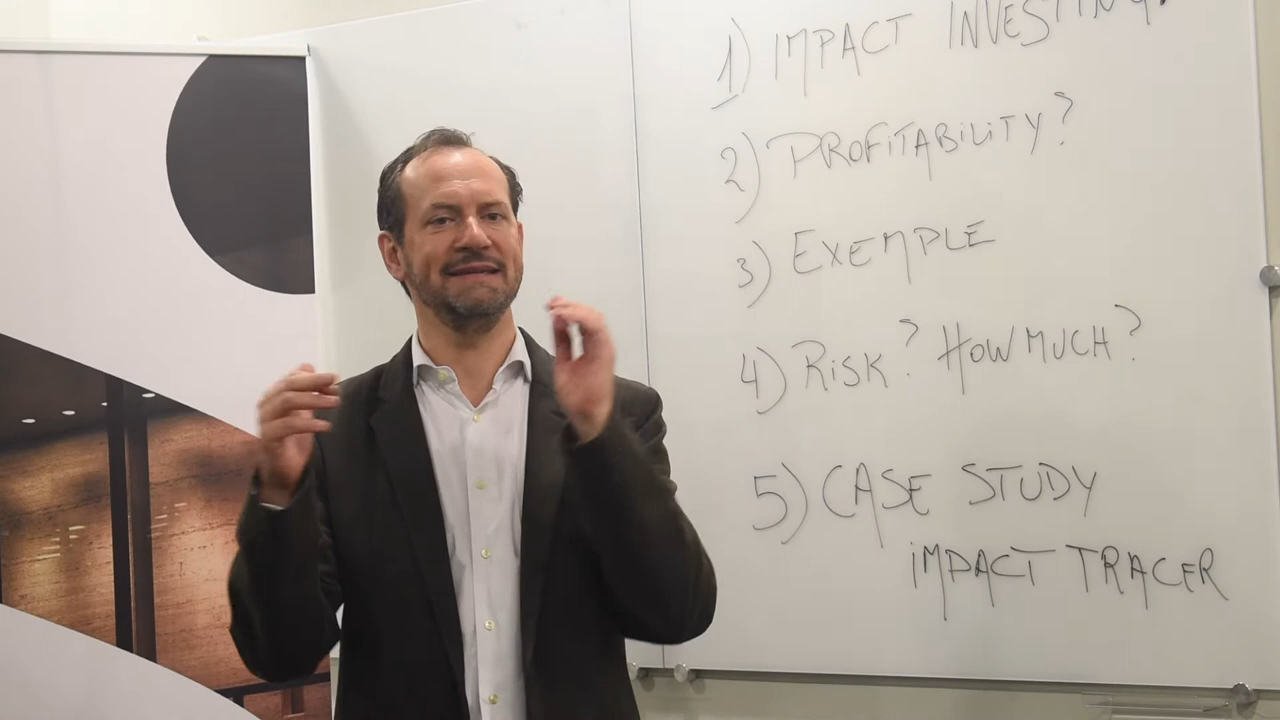 1) IMPACT INVESTING.
2) PROFITABILITY?
3) EXEMPLE
4) RISK? HOW MUCH?
5) CASE STUDY
IMPACT TRACER